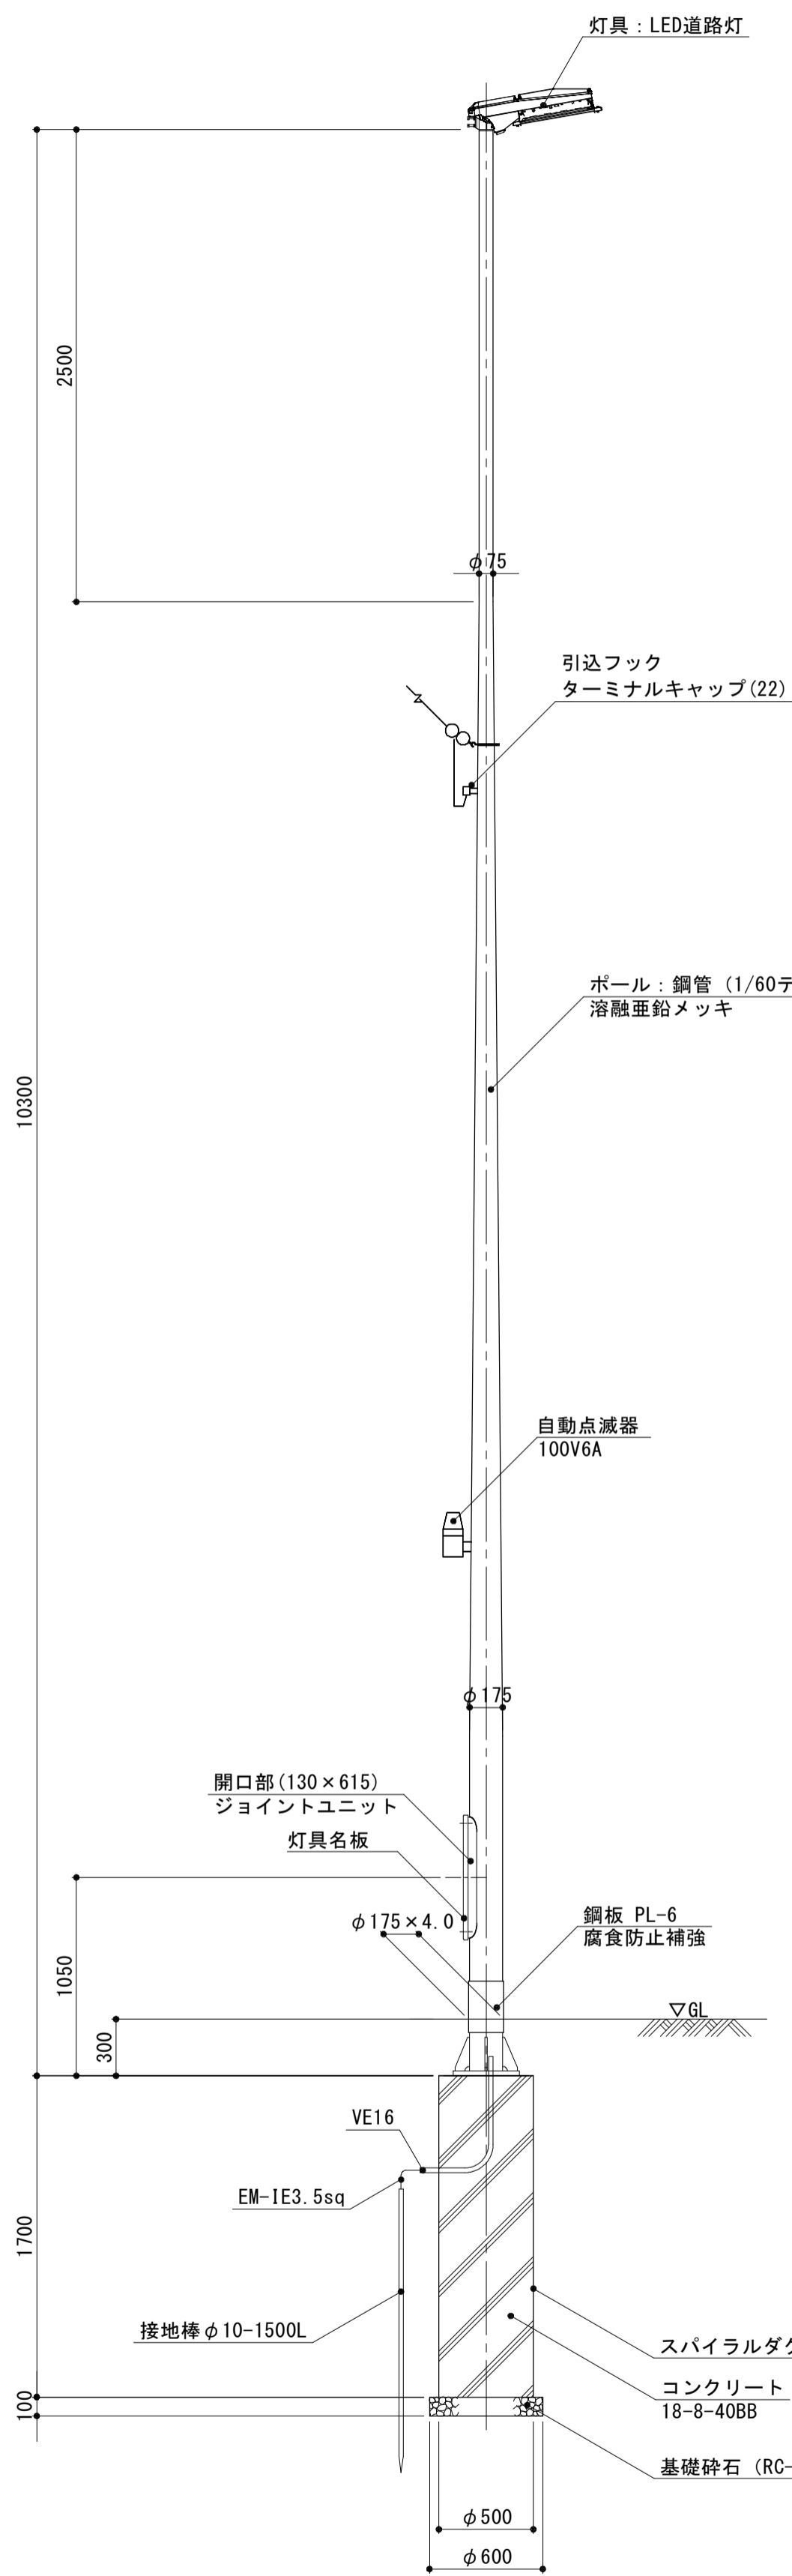 灯具：LED道路灯
2500
φ75
引込フック
ターミナルキャップ(22)
ポール：鋼管（1/60テ
溶融亜鉛メッキ
10300
自動点滅器
100V6A
φ175
開口部(130×615)
ジョイントユニット
灯具名板
φ175×4.0
鋼板 PL-6
腐食防止補強
1050
▽GL
300
VE16
EM-IE3.5sq
1700
接地棒φ10-1500L
スパイラルダク
コンクリート
18-8-40BB
100
基礎砕石（RC-
φ500
φ600